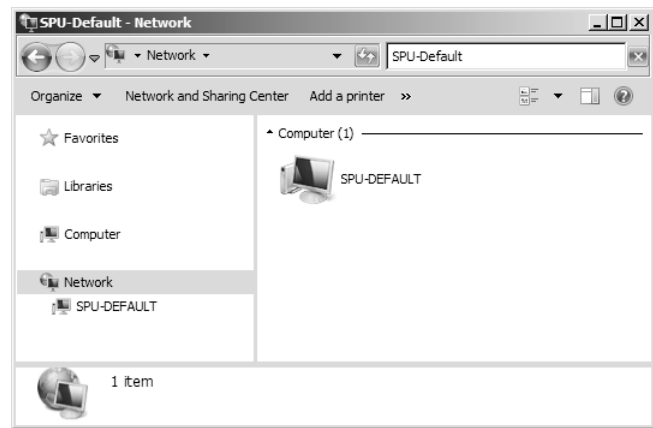 SPU-Default - Network
Network
SPU-Default
Organize Network and Sharing Center Add a printer »
Favorites
Libraries
Computer
Network
SPU-DEFAULT
Computer (1)
SPU-DEFAULT
1 item